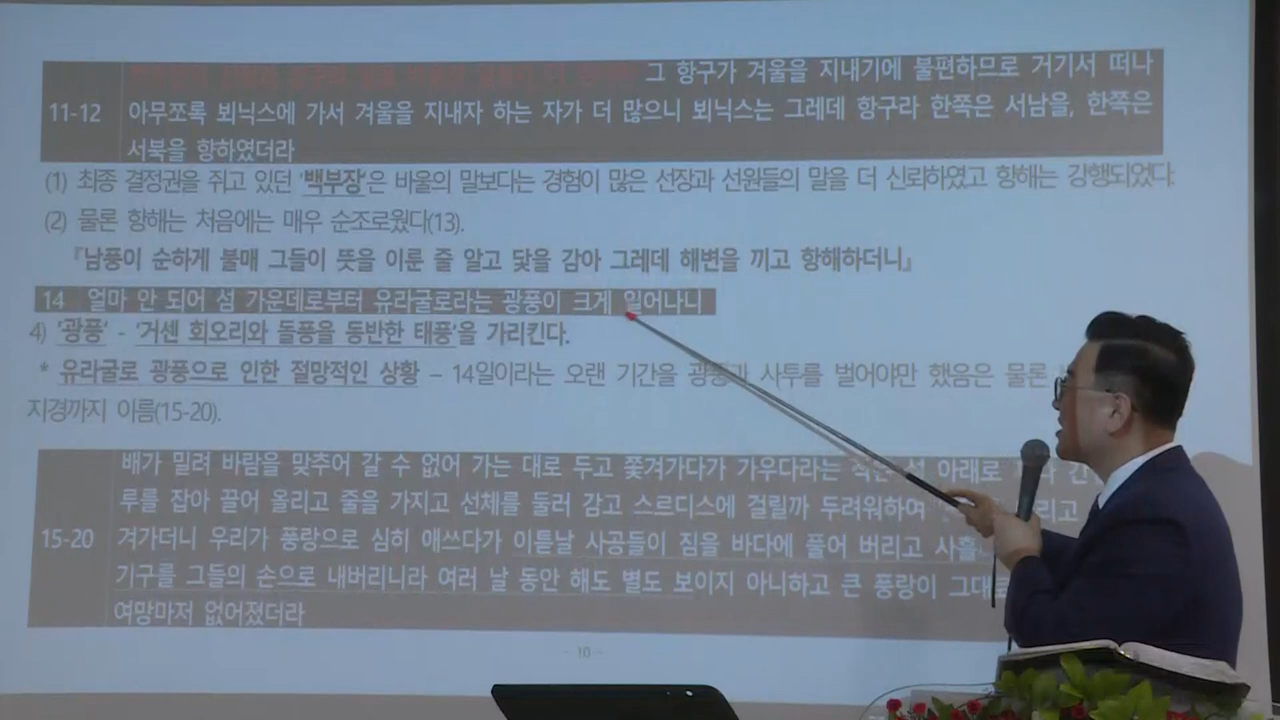 그 항구가 겨울을 지내기에 불편하므로 거기서 떠나
11-12 아무쪼록 뵈닉스에 가서 겨울을 지내자 하는 자가 더 많으니 뵈닉스는 그레데 항구라 한쪽은 서남을, 한쪽은
서북을 향하였더라
(1) 최종 결정권을 쥐고 있던 '백부장'은 바울의 말보다는 경험이 많은 선장과 선원들의 말을 더 신뢰하였고 항해는 강행되었다.
(2) 물론 항해는 처음에는 매우 순조로웠다(13).
『남풍이 순하게 불매 그들이 뜻을 이룬 줄 알고 닻을 감아 그레데 해변을 끼고 항해하더니』
14 얼마 안 되어 섬 가운데로부터 유라굴로라는 광풍이 크게 일어나니
4) '광풍' - '거센 회오리와 돌풍을 동반한 태풍'을 가리킨다.
* 유라굴로 광풍으로 인한 절망적인 상황 – 14일이라는 오랜 기간을 광풍과 사투를 벌어야만 했음은 물론
지경까지 이름(15-20).
배가 밀려 바람을 맞추어 갈 수 없어 가는 대로 두고 쫓겨가다가 가우다라는 작은 섬 아래로
루를 잡아 끌어 올리고 줄을 가지고 선체를 둘러 감고 스르디스에 걸릴까 두려워하여
15-20 겨가더니 우리가 풍랑으로 심히 애쓰다가 이튿날 사공들이 짐을 바다에 풀어 버리고
기구를 그들의 손으로 내버리니라 여러 날 동안 해도 별도 보이지 아니하고 큰 풍랑이
여망마저 없어졌더라
- 10 -